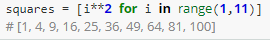 squares = [i**2 for i in range(1,11)]
# [1, 4, 9, 16, 25, 36, 49, 64, 81, 100]